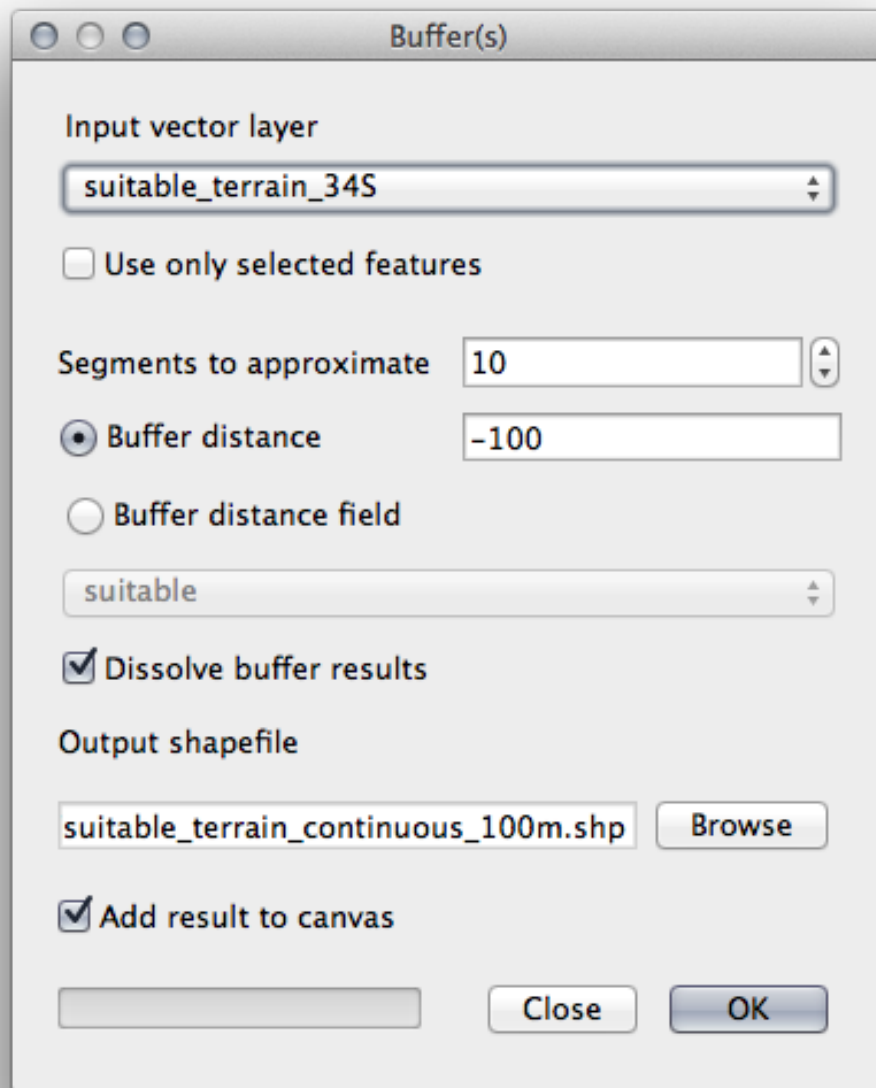 Buffer(s)
Input vector layer
suitable_terrain_34S
Use only selected features
Segments to approximate 10
Buffer distance -100
Buffer distance field
suitable
Dissolve buffer results
Output shapefile
suitable_terrain_continuous_100m.shp Browse
Add result to canvas
Close OK